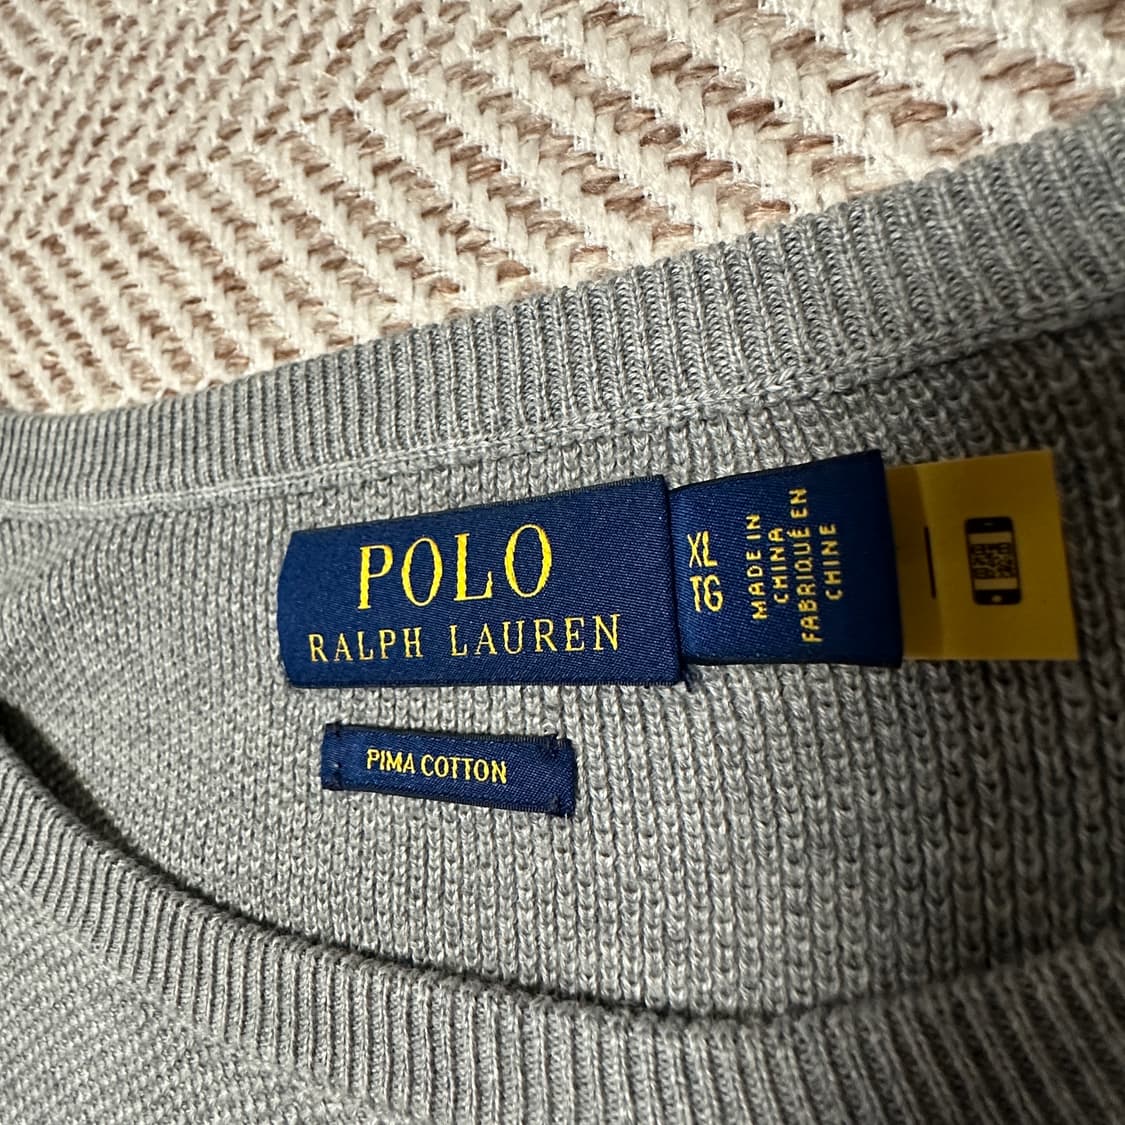 POLO
RALPH LAUREN
XL
TG
MADE IN
CHINA
FABRIQUÉ EN
CHINE
PIMA COTTON